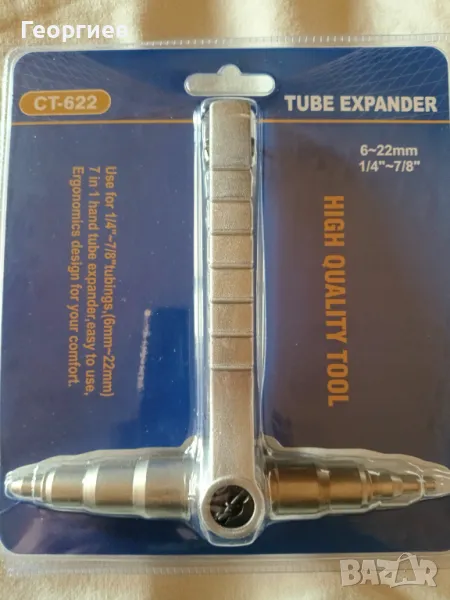 Георгиев
CT-622
TUBE EXPANDER
6~22mm
1/4"~7/8"
HIGH QUALITY TOOL
Use for 1/4"~7/8"tubings,(6mm~22mm)
7 in 1 hand tube expander,easy to use,
Ergonomics design for your comfort.
BAZAR